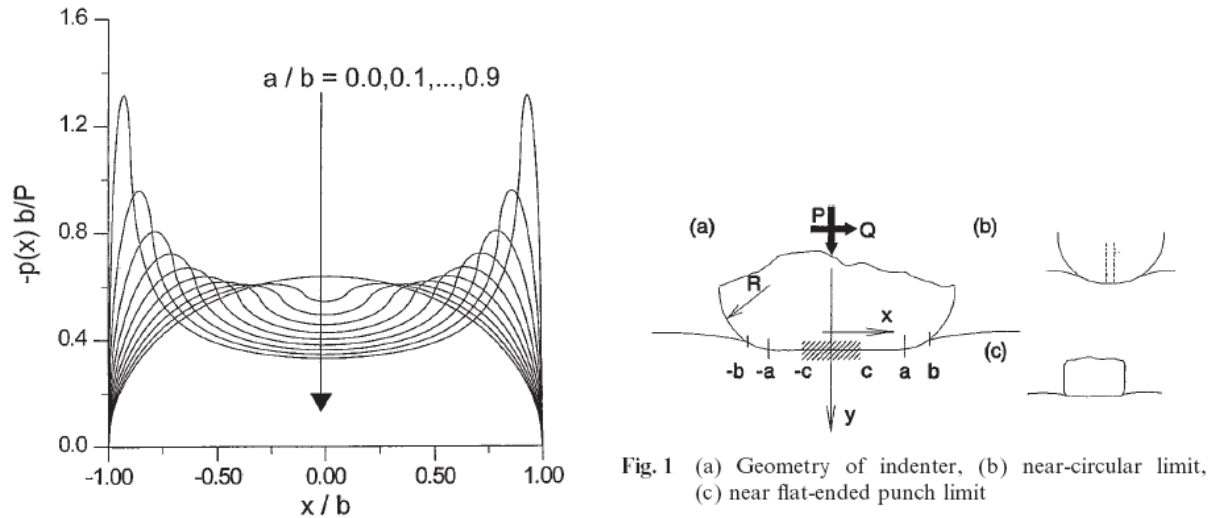 1.6
1.2
0.8
0.4
0.0
-p(x) b/P
a / b = 0.0,0.1,...,0.9
-1.00
-0.50
0.00
0.50
1.00
x / b
(a)
P
Q
R
x
-b
-a
-c
c
a
b
y
(b)
(c)
Fig. 1 (a) Geometry of indenter, (b) near-circular limit,
(c) near flat-ended punch limit